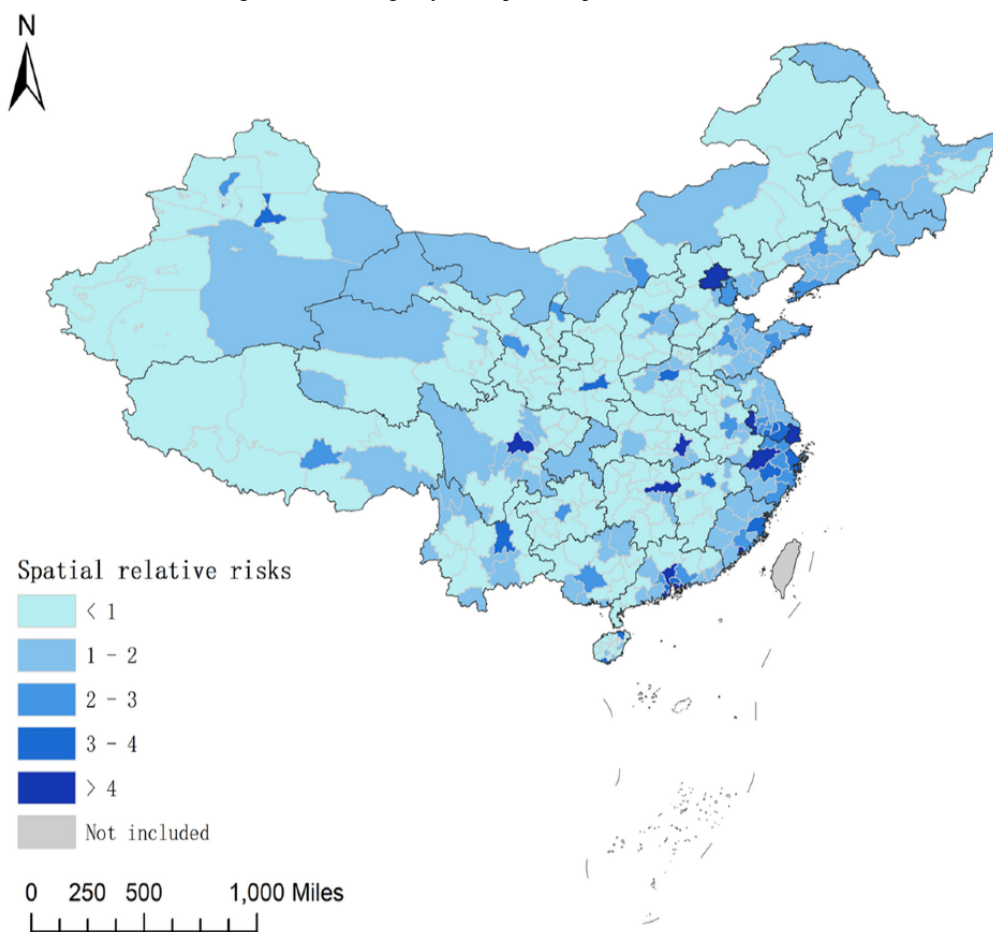 N
Spatial relative risks
< 1
1 - 2
2 - 3
3 - 4
> 4
Not included
0 250 500 1,000 Miles